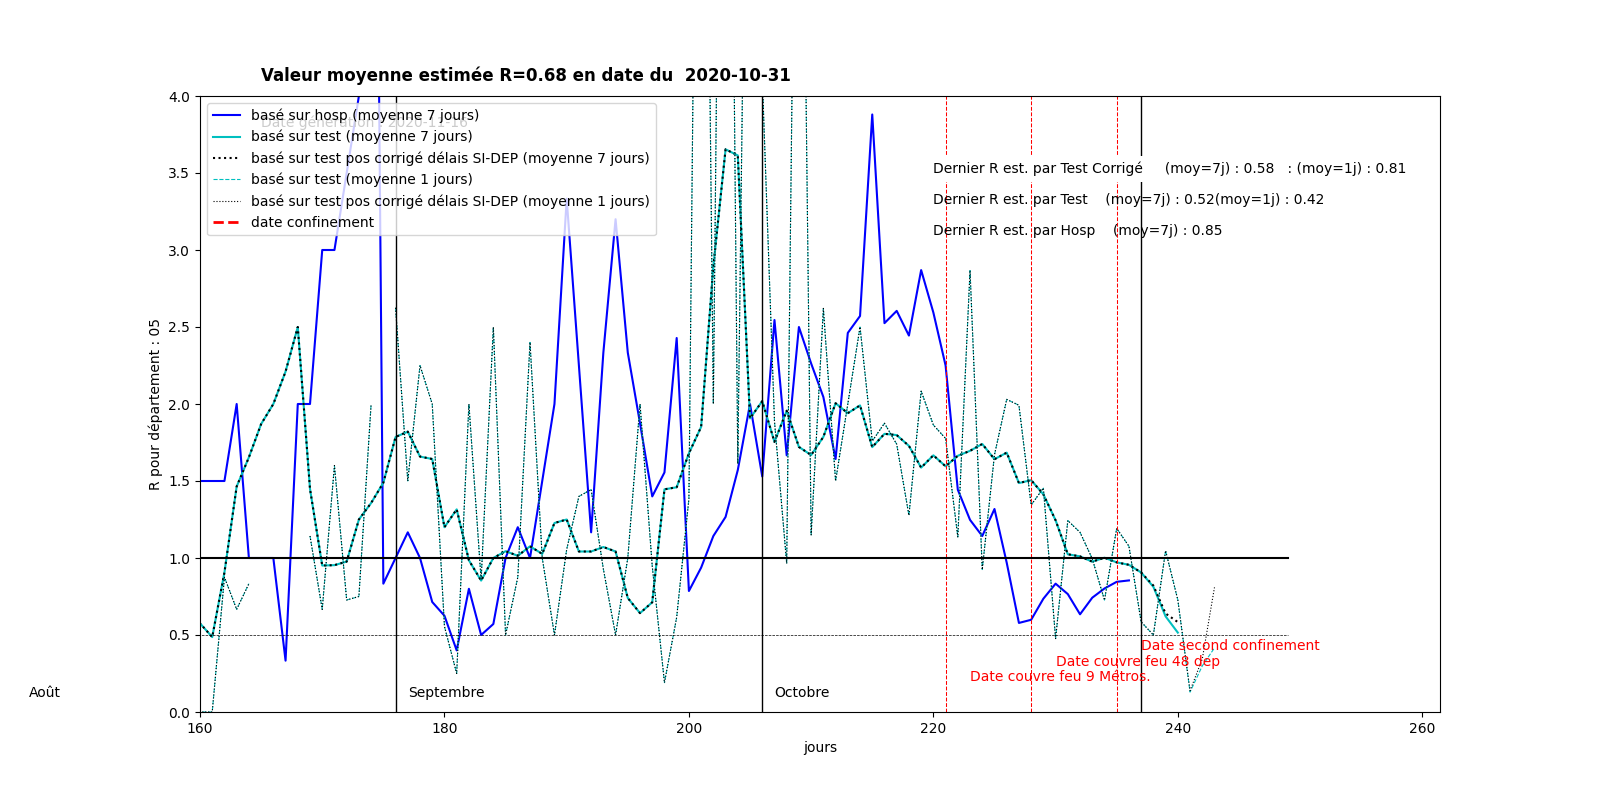 Valeur moyenne estimée R=0.68 en date du  2020-10-31
4.0
3.5
3.0
2.5
2.0
1.5
1.0
0.5
0.0
R pour département : 05
basé sur hosp (moyenne 7 jours)
basé sur test (moyenne 7 jours)
basé sur test pos corrigé délais SI-DEP (moyenne 7 jours)
basé sur test (moyenne 1 jours)
basé sur test pos corrigé délais SI-DEP (moyenne 1 jours)
date confinement
Dernier R est. par Test Corrigé     (moy=7j) : 0.58   : (moy=1j) : 0.81
Dernier R est. par Test    (moy=7j) : 0.52(moy=1j) : 0.42
Dernier R est. par Hosp    (moy=7j) : 0.85
Date second confinement
Date couvre feu 48 dép
Date couvre feu 9 Métros.
Août
Septembre
Octobre
160
180
200
220
240
260
jours